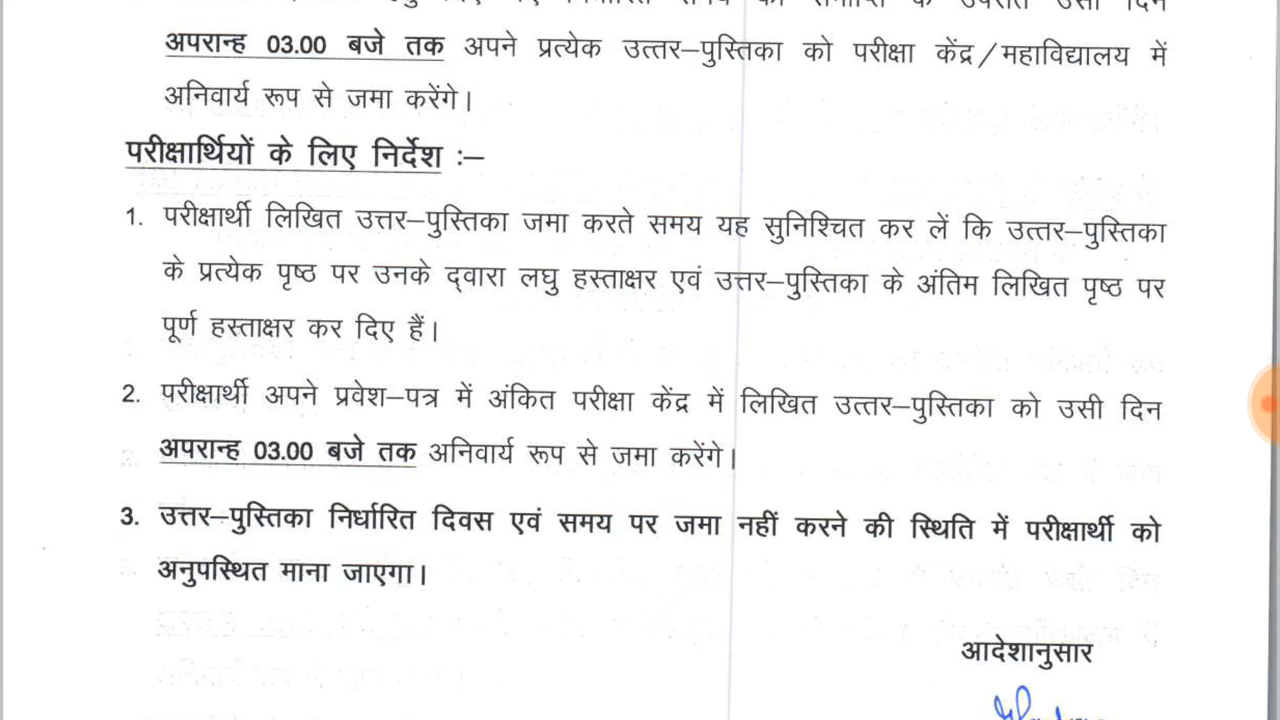 के उपरांत उसी दिन
अपरान्ह 03.00 बजे तक अपने प्रत्येक उत्तर–पुस्तिका को परीक्षा केंद्र/महाविद्यालय में
अनिवार्य रूप से जमा करेंगे।
परीक्षार्थियों के लिए निर्देश :–
1. परीक्षार्थी लिखित उत्तर–पुस्तिका जमा करते समय यह सुनिश्चित कर लें कि उत्तर–पुस्तिका
के प्रत्येक पृष्ठ पर उनके द्वारा लघु हस्ताक्षर एवं उत्तर–पुस्तिका के अंतिम लिखित पृष्ठ पर
पूर्ण हस्ताक्षर कर दिए हैं।
2. परीक्षार्थी अपने प्रवेश–पत्र में अंकित परीक्षा केंद्र में लिखित उत्तर–पुस्तिका को उसी दिन
अपरान्ह 03.00 बजे तक अनिवार्य रूप से जमा करेंगे।
3. उत्तर–पुस्तिका निर्धारित दिवस एवं समय पर जमा नहीं करने की स्थिति में परीक्षार्थी को
अनुपस्थित माना जाएगा।
आदेशानुसार